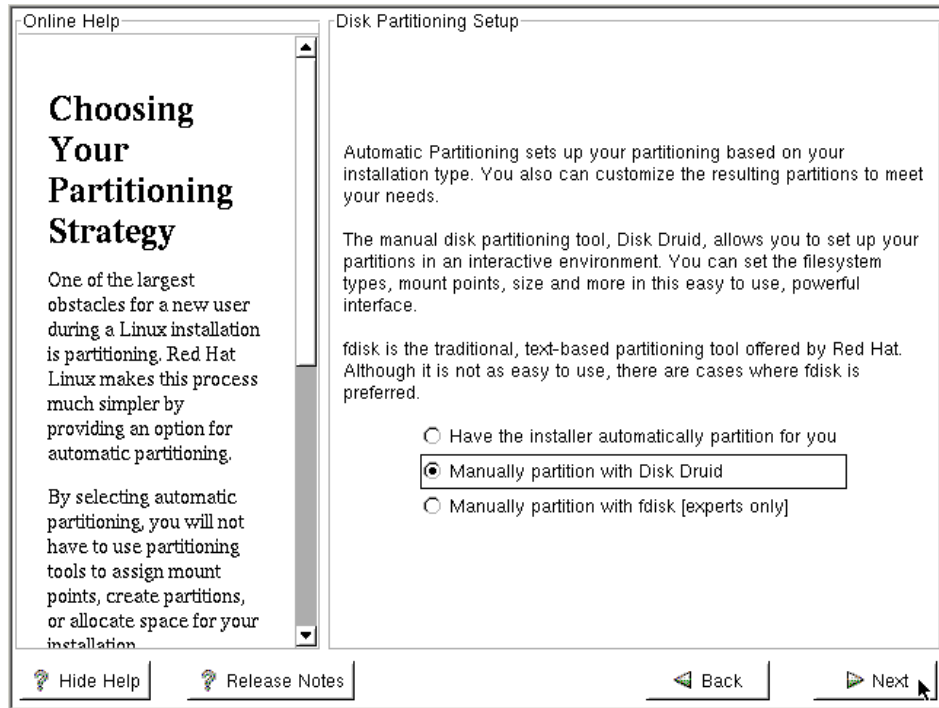 Online Help
Choosing
Your
Partitioning
Strategy
One of the largest
obstacles for a new user
during a Linux installation
is partitioning. Red Hat
Linux makes this process
much simpler by
providing an option for
automatic partitioning.
By selecting automatic
partitioning, you will not
have to use partitioning
tools to assign mount
points, create partitions,
or allocate space for your
installation.
Disk Partitioning Setup
Automatic Partitioning sets up your partitioning based on your
installation type. You also can customize the resulting partitions to meet
your needs.
The manual disk partitioning tool, Disk Druid, allows you to set up your
partitions in an interactive environment. You can set the filesystem
types, mount points, size and more in this easy to use, powerful
interface.
fdisk is the traditional, text-based partitioning tool offered by Red Hat.
Although it is not as easy to use, there are cases where fdisk is
preferred.
Have the installer automatically partition for you
Manually partition with Disk Druid
Manually partition with fdisk [experts only]
Hide Help
Release Notes
Back
Next